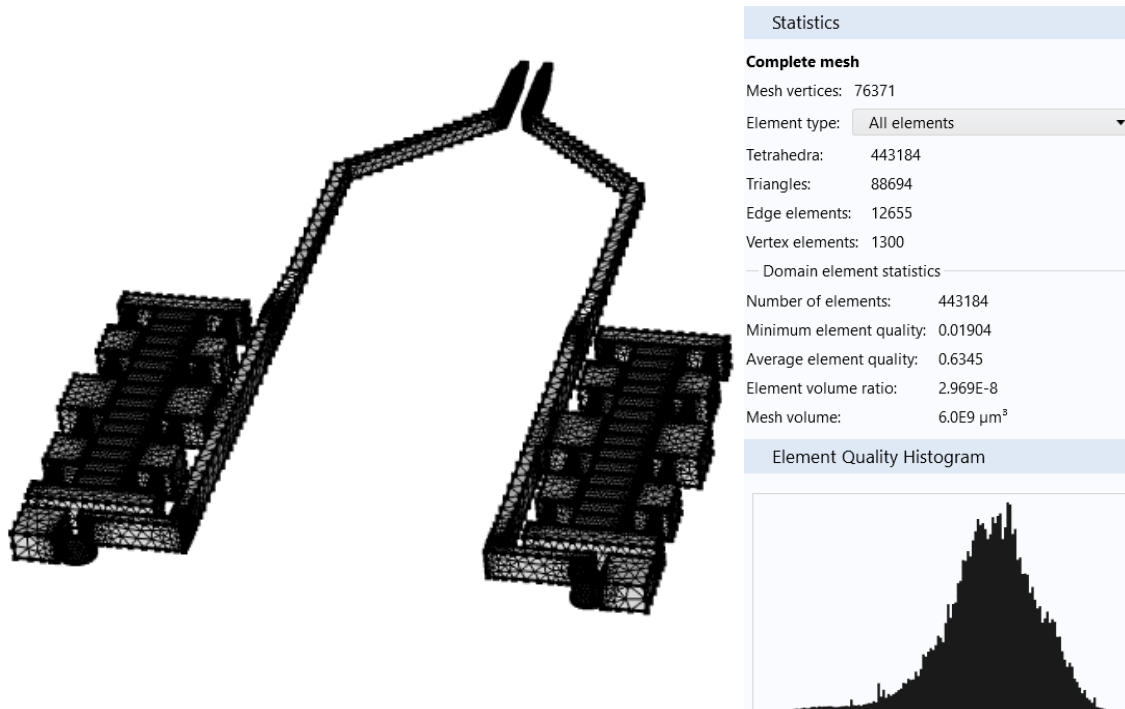 Statistics
Complete mesh
Mesh vertices: 76371
Element type: All elements
Tetrahedra: 443184
Triangles: 88694
Edge elements: 12655
Vertex elements: 1300
Domain element statistics
Number of elements: 443184
Minimum element quality: 0.01904
Average element quality: 0.6345
Element volume ratio: 2.969E-8
Mesh volume: 6.0E9 μm³
Element Quality Histogram